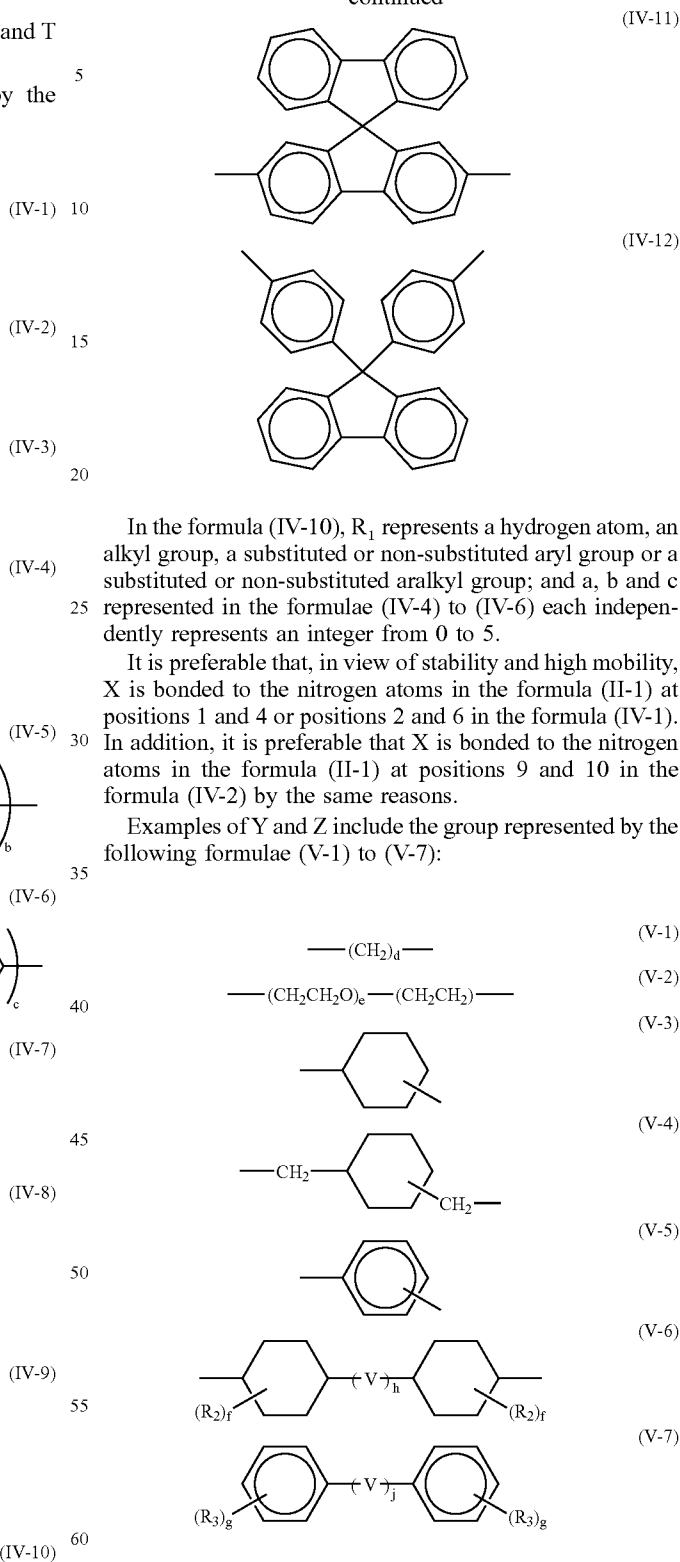 and T
by the
(IV-1)
(IV-2)
(IV-3)
(IV-4)
(IV-5)
b
(IV-6)
c
(IV-7)
(IV-8)
(IV-9)
(IV-10)
5
10
15
20
25
30
35
40
45
50
55
60
continued
(IV-11)
(IV-12)
In the formula (IV-10), R1 represents a hydrogen atom, an
alkyl group, a substituted or non-substituted aryl group or a
substituted or non-substituted aralkyl group; and a, b and c
represented in the formulae (IV-4) to (IV-6) each indepen-
dently represents an integer from 0 to 5.
It is preferable that, in view of stability and high mobility,
X is bonded to the nitrogen atoms in the formula (II-1) at
positions 1 and 4 or positions 2 and 6 in the formula (IV-1).
In addition, it is preferable that X is bonded to the nitrogen
atoms in the formula (II-1) at positions 9 and 10 in the
formula (IV-2) by the same reasons.
Examples of Y and Z include the group represented by the
following formulae (V-1) to (V-7):
(V-1)
(CH2)d
(V-2)
(CH2CH2O)e—(CH2CH2)
(V-3)
(V-4)
CH2
CH2
(V-5)
(V-6)
(V)h
(R2)f
(R2)f
(V-7)
(V)j
(R3)g
(R3)g